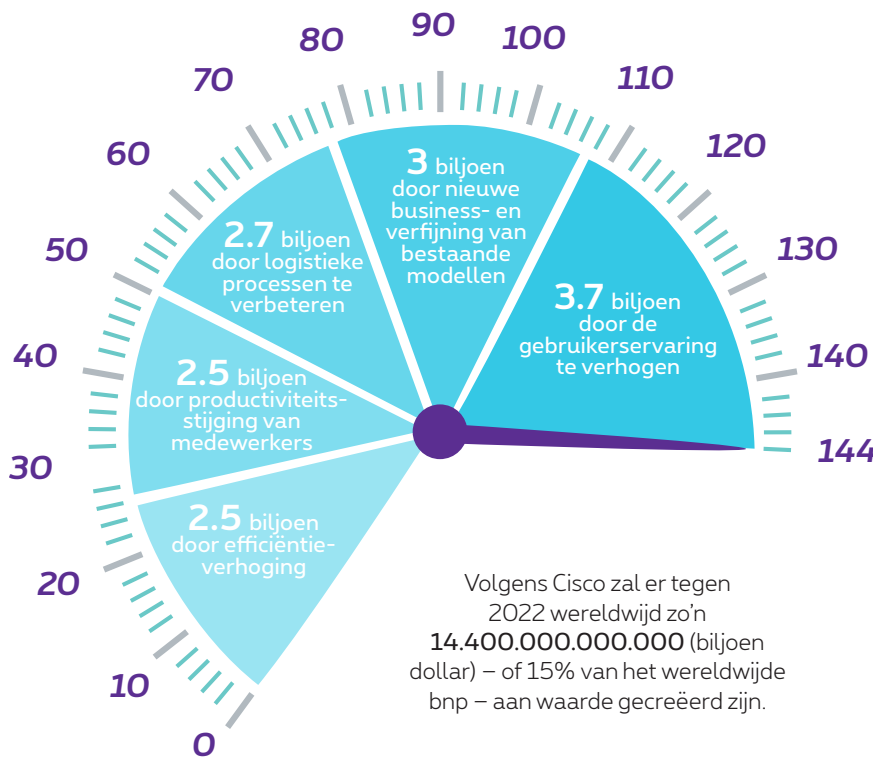 0
10
20
30
40
50
60
70
80
90
100
110
120
130
140
144
2.5 biljoen
door efficiëntie-
verhoging
2.5 biljoen
door productiviteits-
stijging van
medewerkers
2.7 biljoen
door logistieke
processen te
verbeteren
3 biljoen
door nieuwe
business- en
verfijning van
bestaande
modellen
3.7 biljoen
door de
gebruikerservaring
te verhogen
Volgens Cisco zal er tegen
2022 wereldwijd zo’n
14.400.000.000.000 (biljoen
dollar) – of 15% van het wereldwijde
bnp – aan waarde gecreëerd zijn.